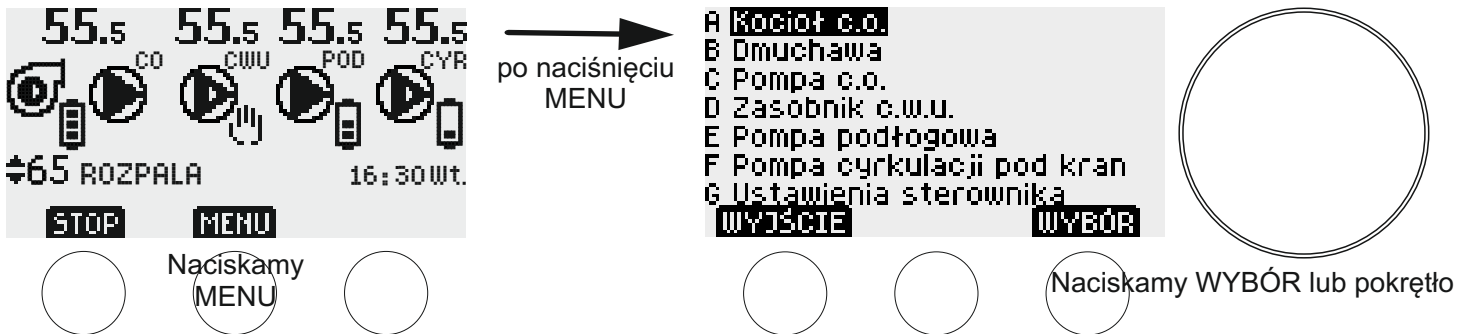 55.5 55.5 55.5 55.5
CO CWU POD CYR
65 ROZPALA 16:30Wt.
STOP MENU
Naciskamy
MENU
po naciśnięciu
MENU
A Kocioł c.o.
B Dmuchawa
C Pompa c.o.
D Zasobnik c.w.u.
E Pompa podłogowa
F Pompa cyrkulacji pod kran
G Ustawienia sterownika
WYJŚCIE WYBÓR
Naciskamy WYBÓR lub pokrętło